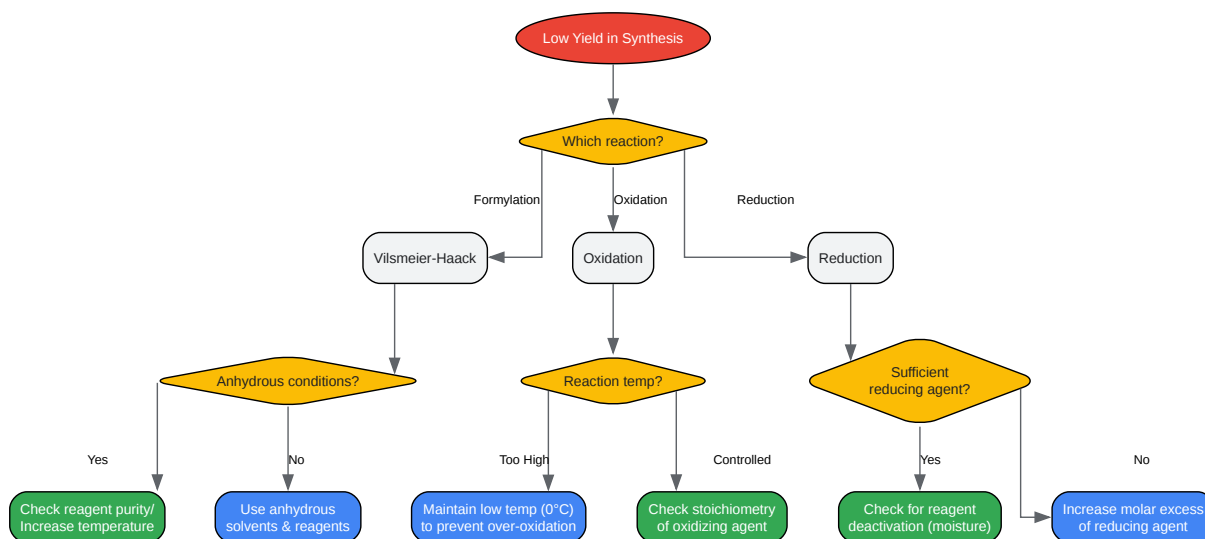 Low Yield in Synthesis
Which reaction?
Formylation
Oxidation
Reduction
Vilsmeier-Haack
Oxidation
Reduction
Anhydrous conditions?
Reaction temp?
Sufficient
reducing agent?
Yes
No
Too High
Controlled
Yes
No
Check reagent purity/
Increase temperature
Use anhydrous
solvents & reagents
Maintain low temp (0°C)
to prevent over-oxidation
Check stoichiometry
of oxidizing agent
Check for reagent
deactivation (moisture)
Increase molar excess
of reducing agent